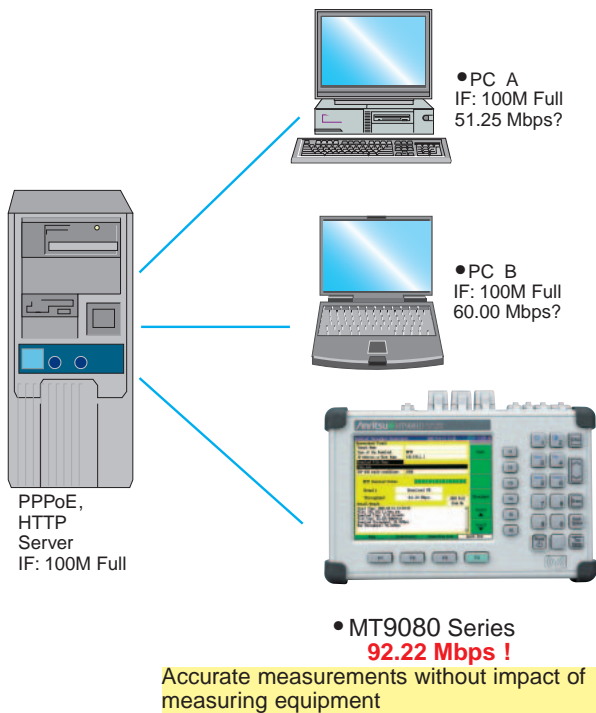 PC A
IF: 100M Full
51.25 Mbps?
PC B
IF: 100M Full
60.00 Mbps?
PPPoE,
HTTP
Server
IF: 100M Full
Anritsu
MT9080 Series
92.22 Mbps !
Accurate measurements without impact of
measuring equipment